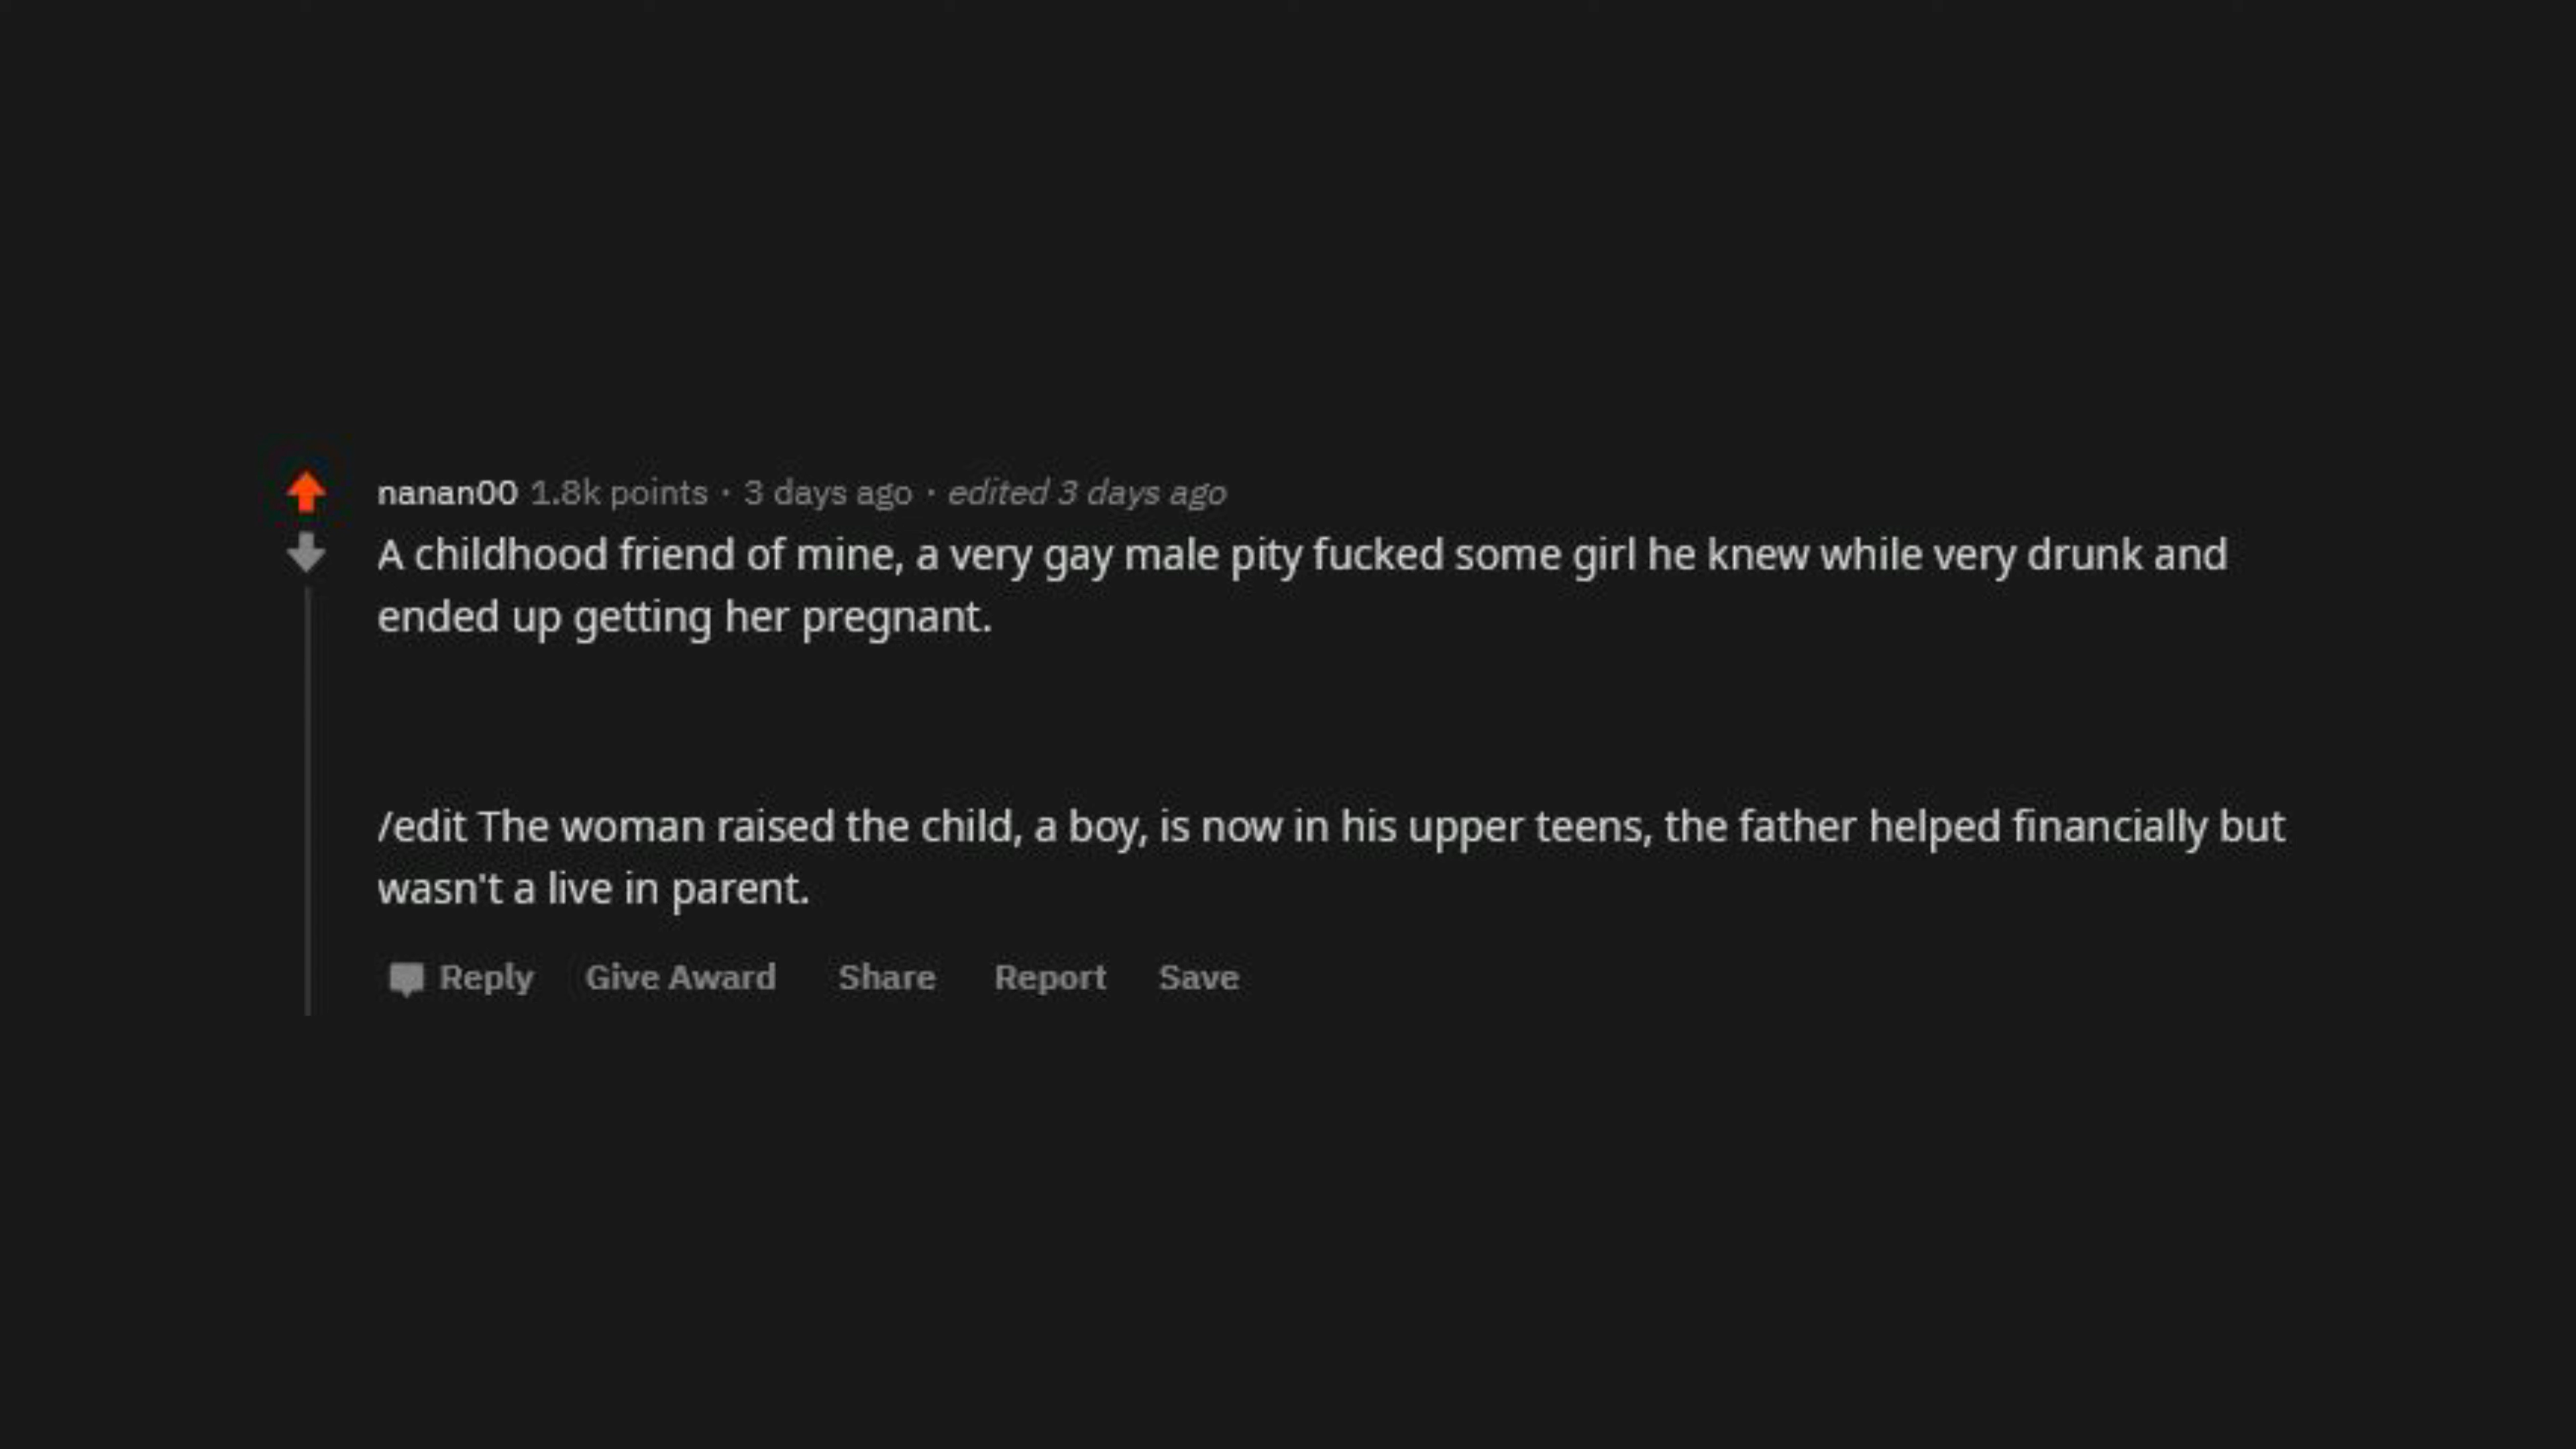 nanan00 1.8k points · 3 days ago · edited 3 days ago
A childhood friend of mine, a very gay male pity fucked some girl he knew while very drunk and
ended up getting her pregnant.
/edit The woman raised the child, a boy, is now in his upper teens, the father helped financially but
wasn't a live in parent.
Reply Give Award Share Report Save